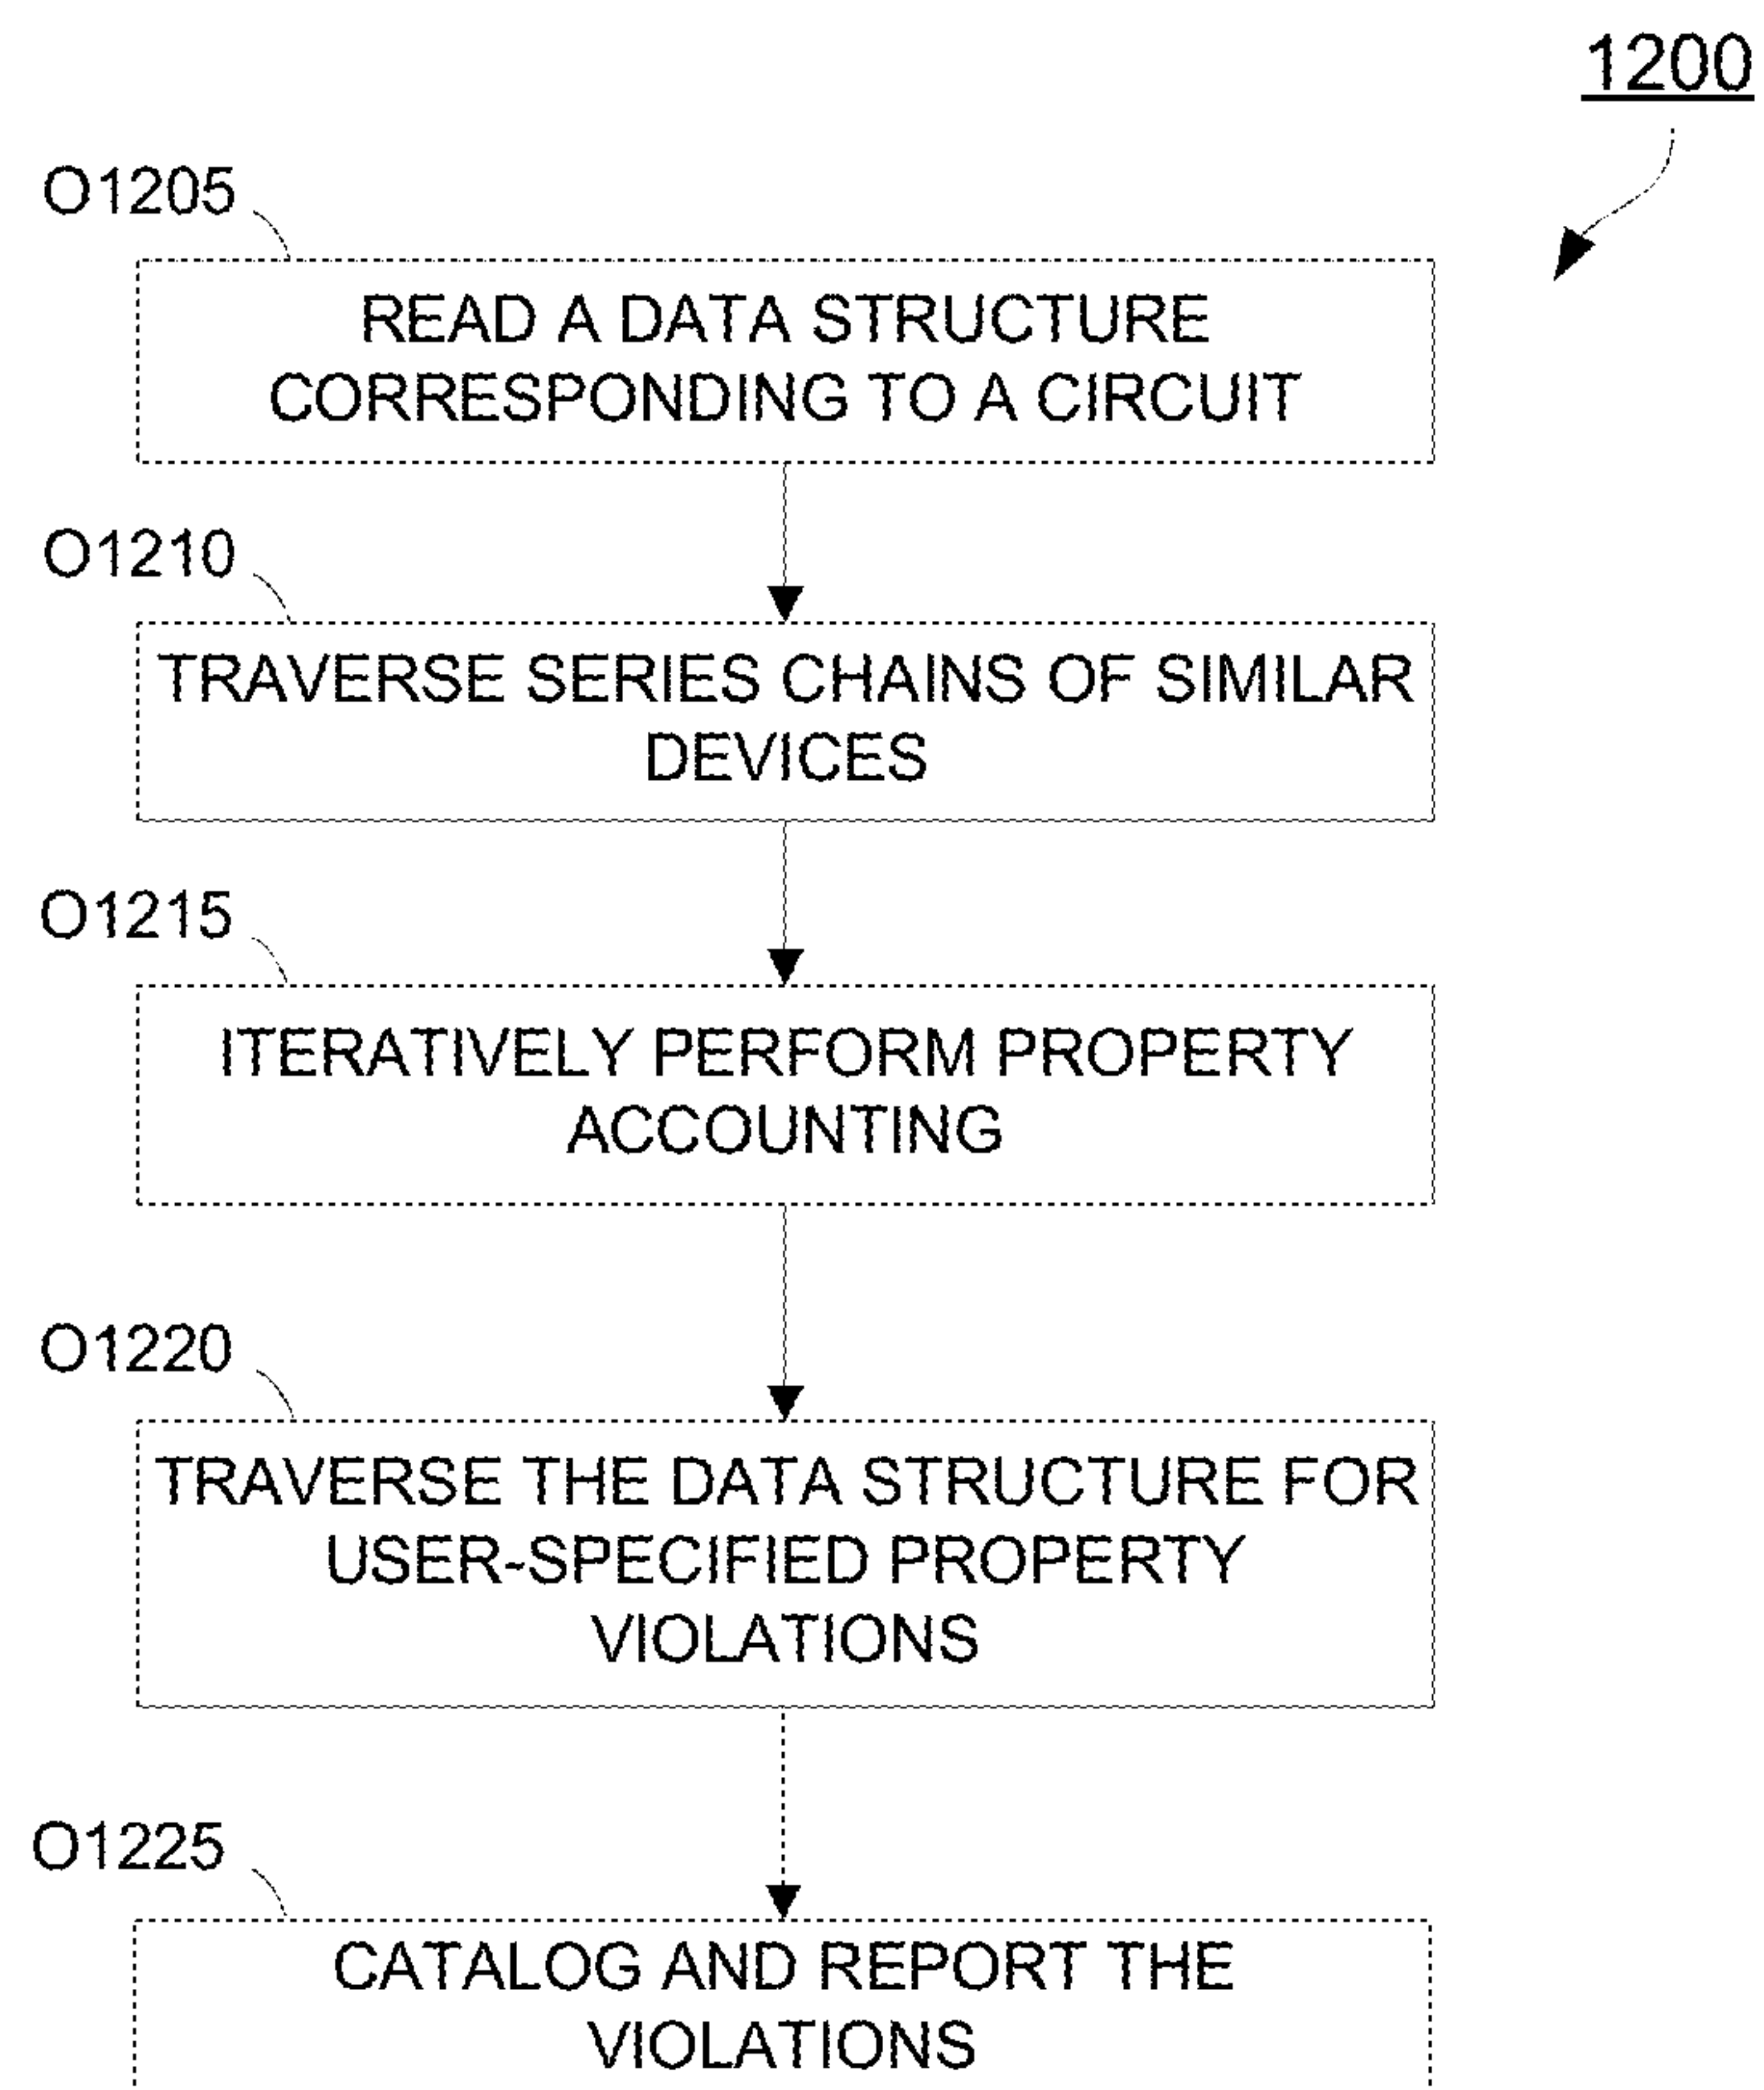 1200
O1205
READ A DATA STRUCTURE
CORRESPONDING TO A CIRCUIT
O1210
TRAVERSE SERIES CHAINS OF SIMILAR
DEVICES
O1215
ITERATIVELY PERFORM PROPERTY
ACCOUNTING
O1220
TRAVERSE THE DATA STRUCTURE FOR
USER-SPECIFIED PROPERTY
VIOLATIONS
O1225
CATALOG AND REPORT THE
VIOLATIONS